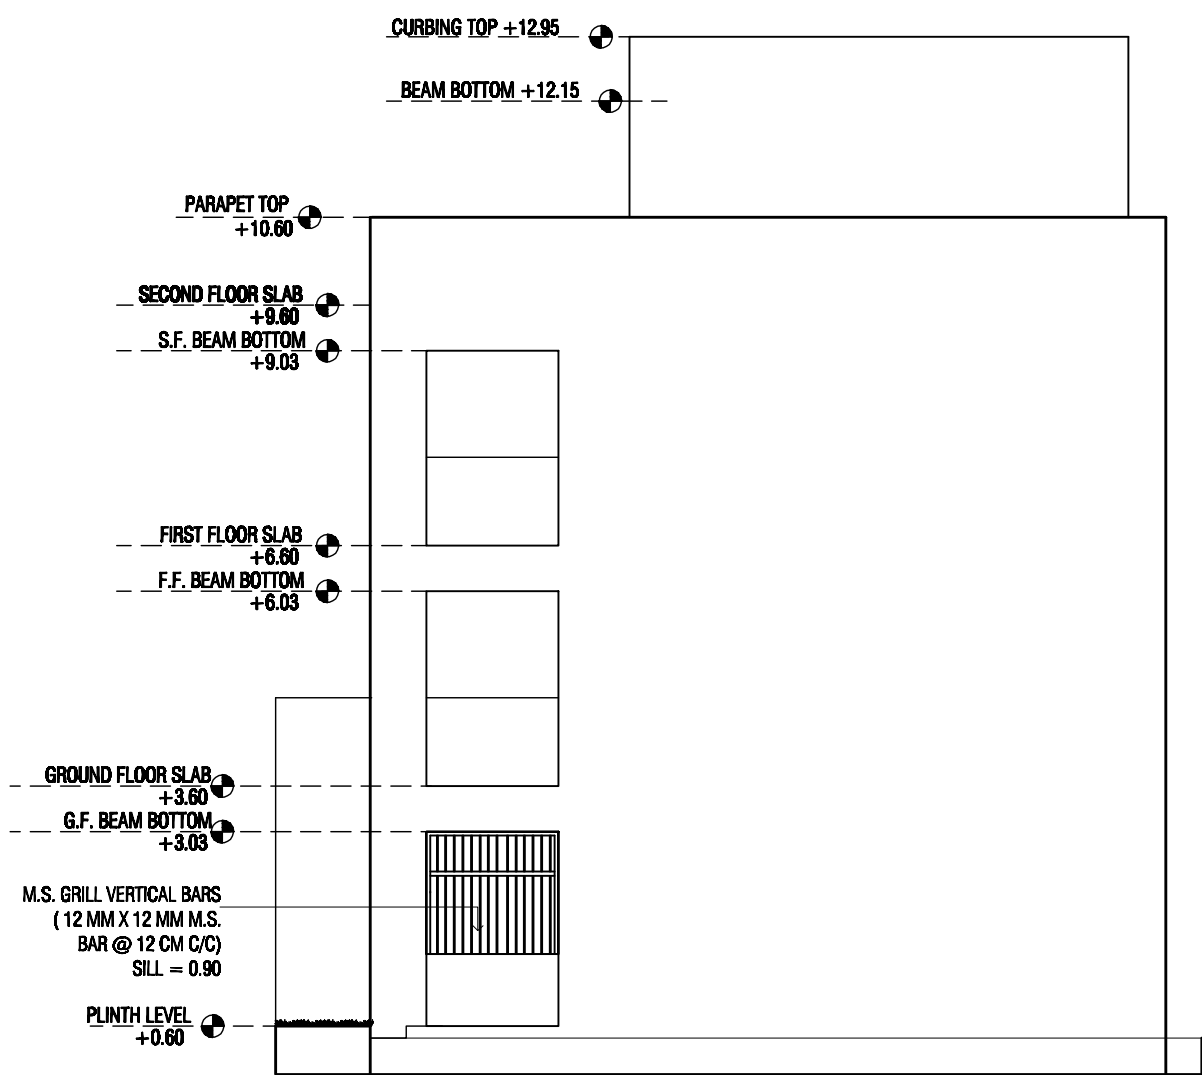 CURBING TOP +12.95
BEAM BOTTOM +12.15
PARAPET TOP
+10.60
SECOND FLOOR SLAB
+9.60
S.F. BEAM BOTTOM
+9.03
FIRST FLOOR SLAB
+6.60
F.F. BEAM BOTTOM
+6.03
GROUND FLOOR SLAB
+3.60
G.F. BEAM BOTTOM
+3.03
M.S. GRILL VERTICAL BARS
( 12 MM X 12 MM M.S.
BAR @ 12 CM C/C)
SILL = 0.90
PLINTH LEVEL
+0.60